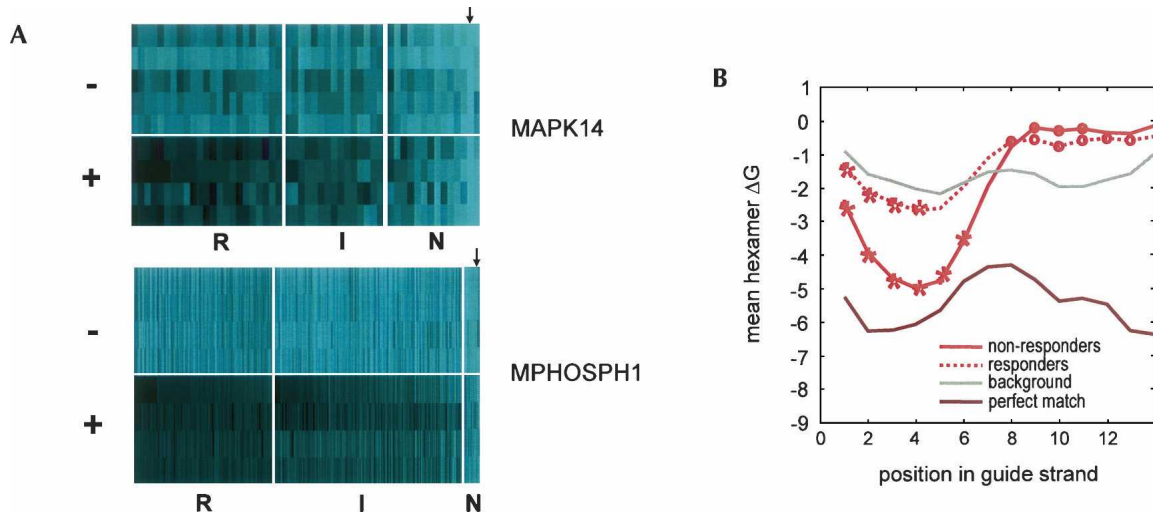 A
-
+
MAPK14
R I N
-
+
MPHOSPH1
R I N
B
1
0
-1
-2
-3
-4
-5
-6
-7
-8
-9
mean hexamer ΔG
non-responders
responders
background
perfect match
0 2 4 6 8 10 12
position in guide strand